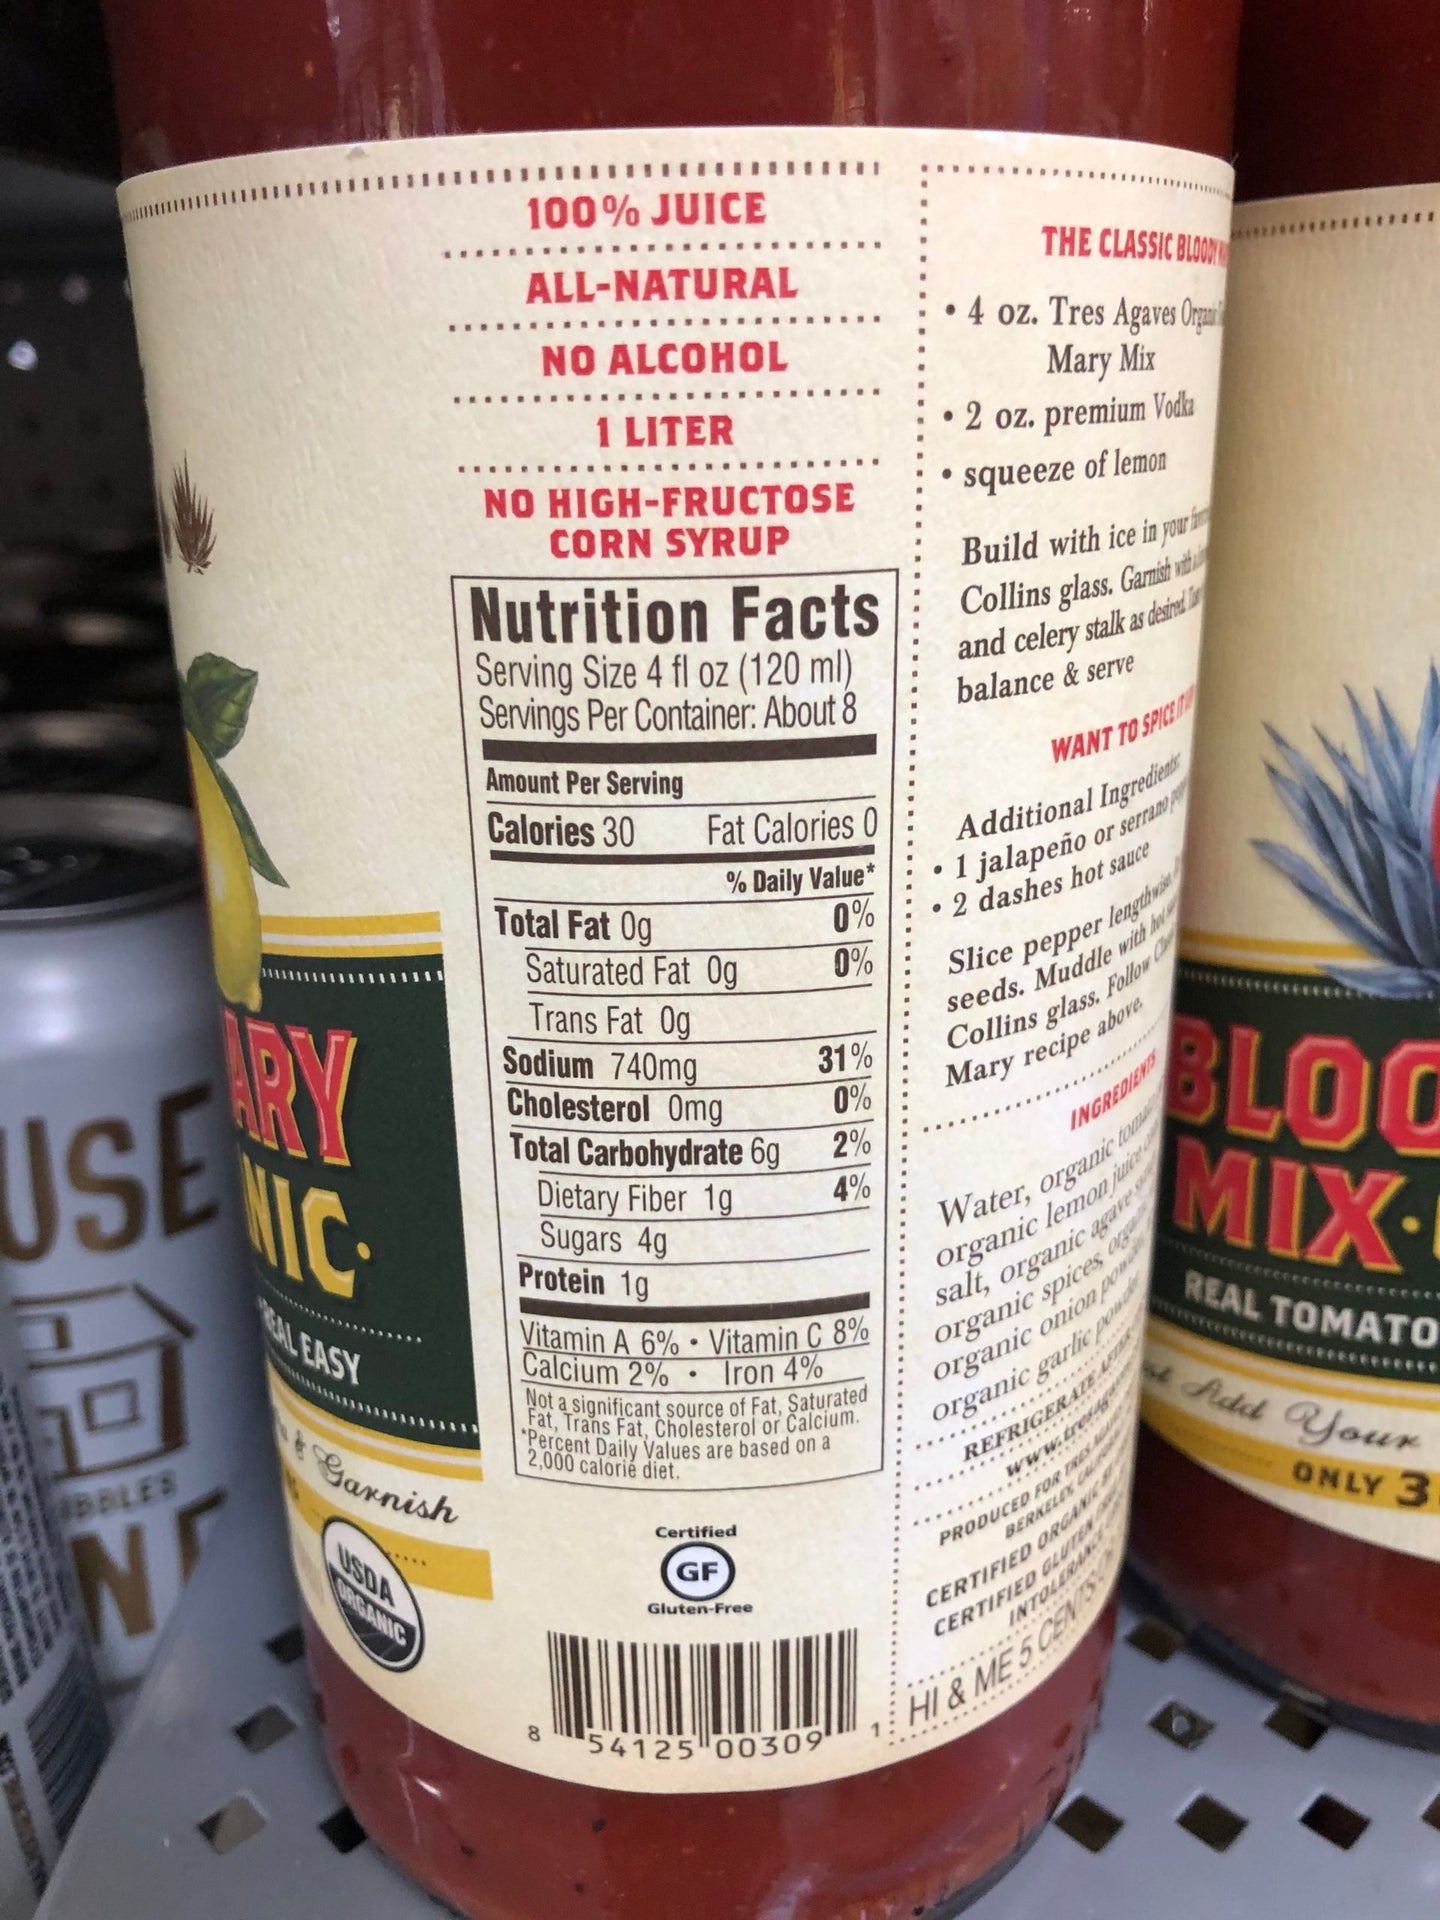 100% JUICE
ALL-NATURAL
NO ALCOHOL
1 LITER
NO HIGH-FRUCTOSE
CORN SYRUP
Nutrition Facts
Serving Size 4 fl oz (120 ml)
Servings Per Container: About 8
Amount Per Serving
Calories 30 Fat Calories 0
% Daily Value*
Total Fat 0g 0%
Saturated Fat 0g 0%
Trans Fat 0g
Sodium 740mg 31%
Cholesterol 0mg 0%
Total Carbohydrate 6g 2%
Dietary Fiber 1g 4%
Sugars 4g
Protein 1g
Vitamin A 6% • Vitamin C 8%
Calcium 2% • Iron 4%
Not a significant source of Fat, Saturated
Fat, Trans Fat, Cholesterol or Calcium.
*Percent Daily Values are based on a
2,000 calorie diet.
Certified
GF
Gluten-Free
8 54125 00309 1
THE CLASSIC BLOODY
• 4 oz. Tres Agaves
Mary Mix
• 2 oz. premium Vodka
• squeeze of lemon
Build with ice in your
Collins glass. Garnish with
and celery stalk as desired.
balance & serve
WANT TO SPICE IT
Additional Ingredients:
• 1 jalapeño or serrano
• 2 dashes hot sauce
Slice pepper lengthwise.
seeds. Muddle with
Collins glass. Follow
Mary recipe above.
INGREDIENTS
Water, organic
organic lemon juice
salt, organic agave
organic spices,
organic onion
organic garlic powder
REFRIGERATE AFTER
PRODUCED FOR TRES
BERKELEY,
CERTIFIED ORGANIC
CERTIFIED GLUTEN FREE
HI & ME 5 CENTS
ARY
NIC·
REAL EASY
& Garnish
USDA
ORGANIC
USE
BLOO
MIX·
REAL TOMATO
Add Your
ONLY 3